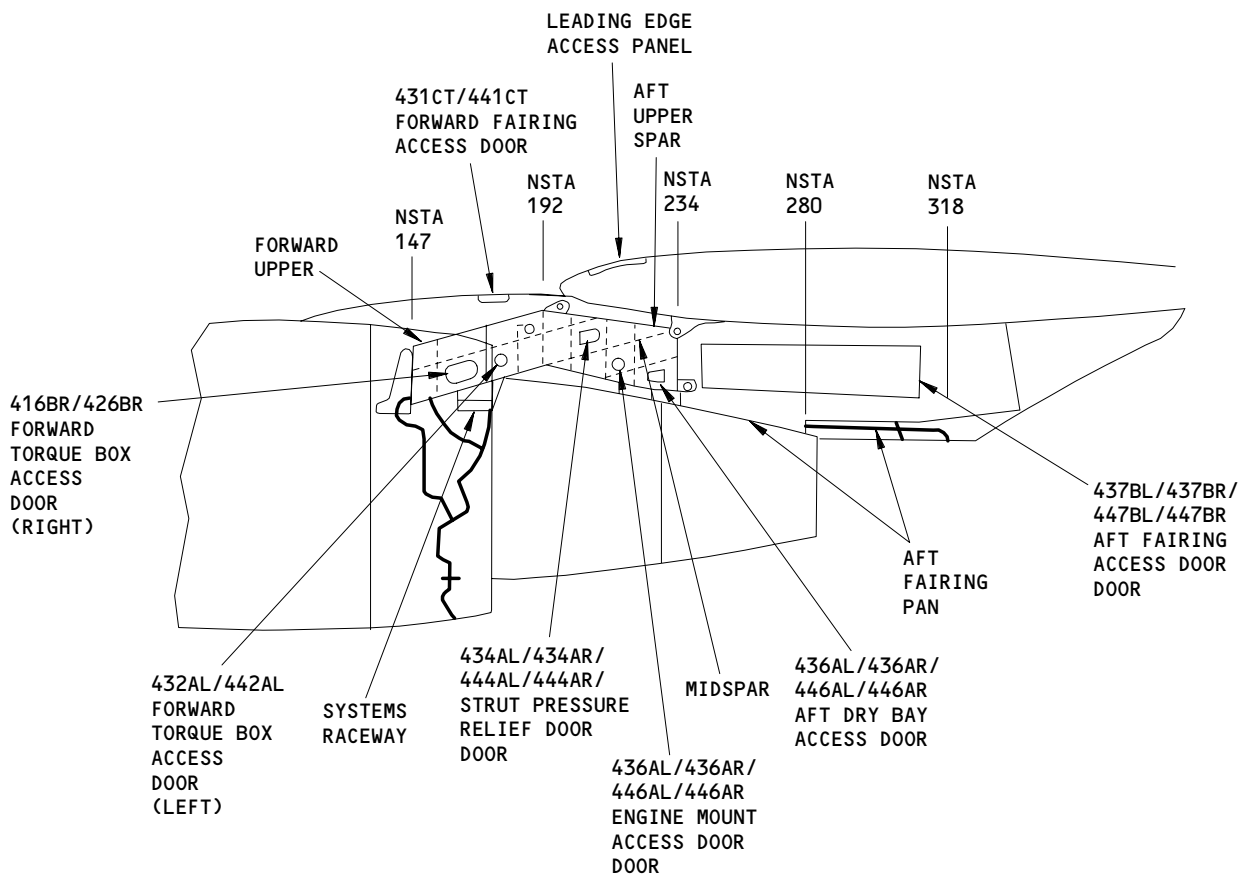 LEADING EDGE
ACCESS PANEL
431CT/441CT
FORWARD FAIRING
ACCESS DOOR
AFT
UPPER
SPAR
NSTA
147
NSTA
192
NSTA
234
NSTA
280
NSTA
318
FORWARD
UPPER
416BR/426BR
FORWARD
TORQUE BOX
ACCESS
DOOR
(RIGHT)
437BL/437BR/
447BL/447BR
AFT FAIRING
ACCESS DOOR
DOOR
AFT
FAIRING
PAN
432AL/442AL
FORWARD
TORQUE BOX
ACCESS
DOOR
(LEFT)
SYSTEMS
RACEWAY
434AL/434AR/
444AL/444AR/
STRUT PRESSURE
RELIEF DOOR
DOOR
MIDSPAR
436AL/436AR/
446AL/446AR
AFT DRY BAY
ACCESS DOOR
436AL/436AR/
446AL/446AR
ENGINE MOUNT
ACCESS DOOR
DOOR